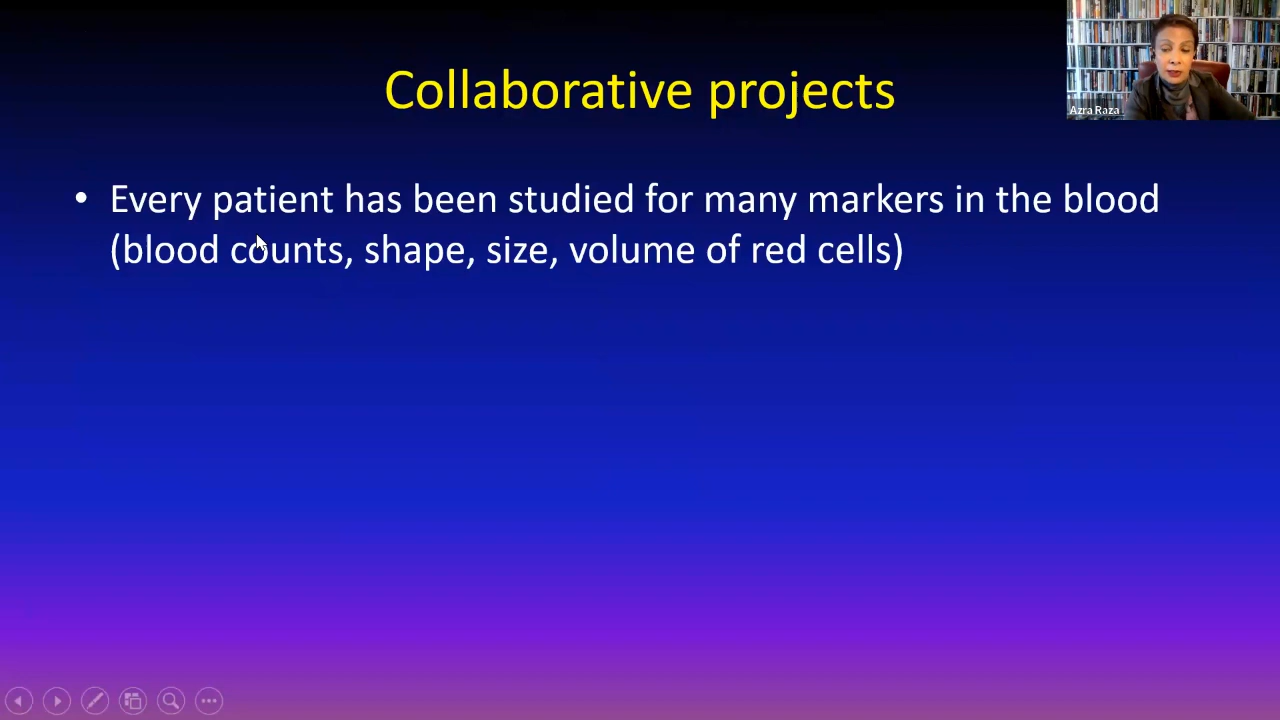 Collaborative projects
Azra Raza
• Every patient has been studied for many markers in the blood
(blood counts, shape, size, volume of red cells)